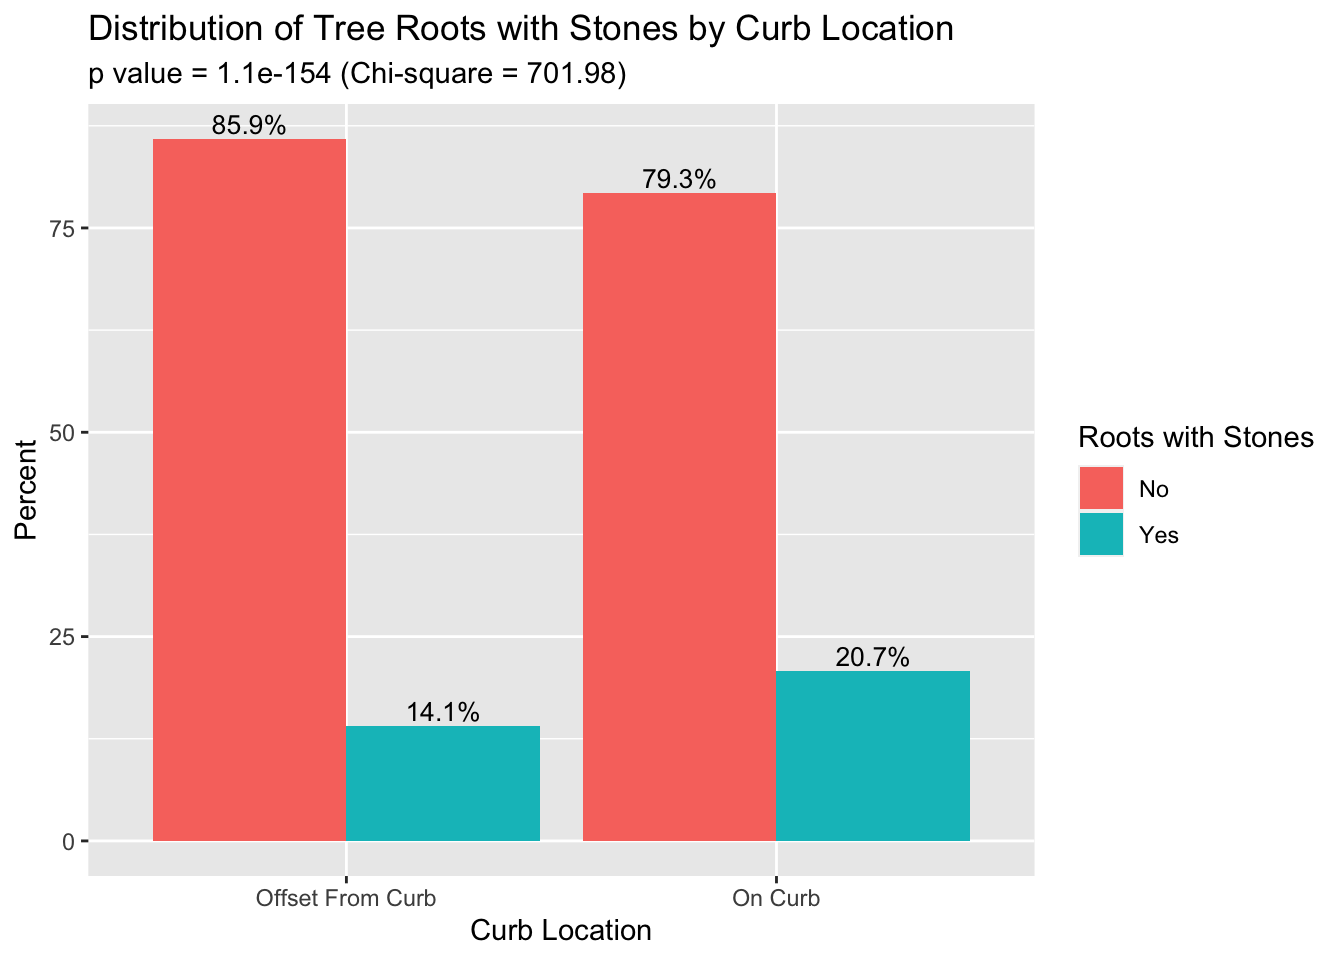 Distribution of Tree Roots with Stones by Curb Location
p value = 1.1e-154 (Chi-square = 701.98)
85.9%
79.3%
75
50
Percent
Roots with Stones
No
Yes
25
20.7%
14.1%
0
Offset From Curb
On Curb
Curb Location